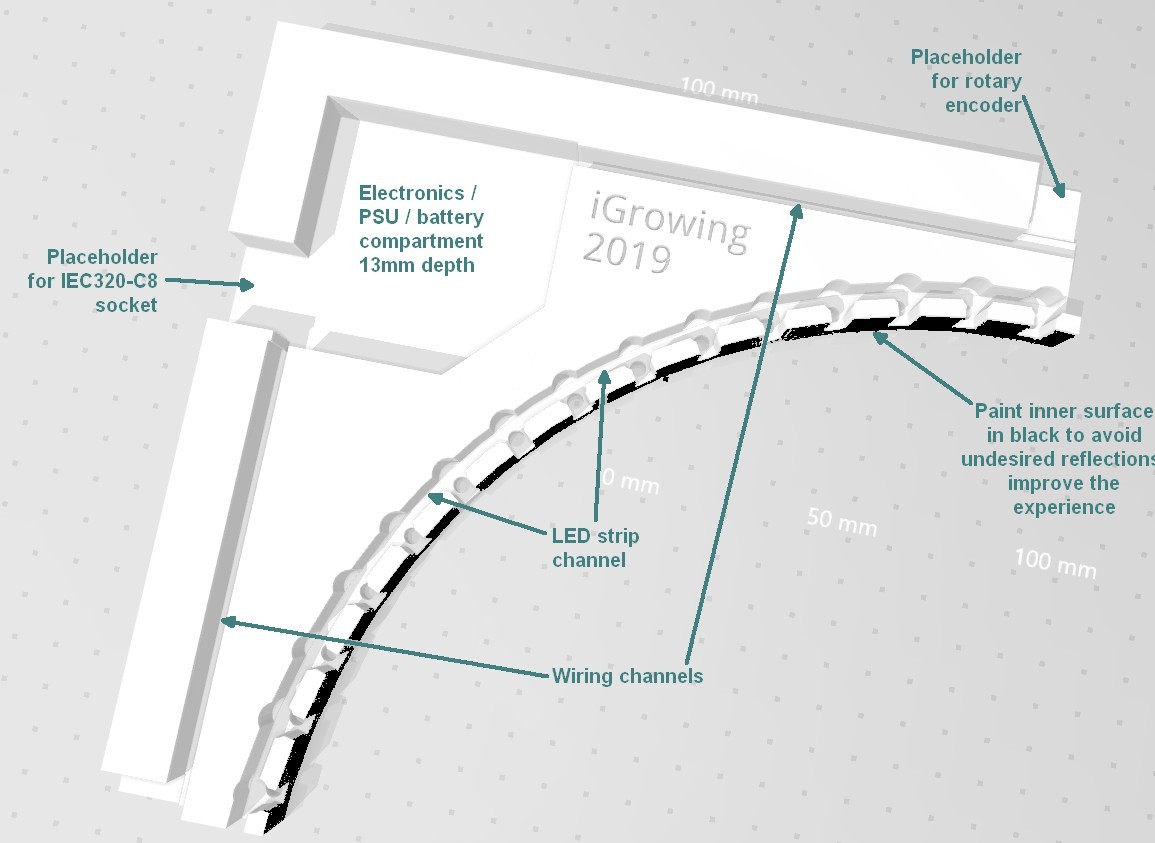 100 mm
Placeholder
for rotary
encoder
Electronics /
PSU / battery
compartment
13mm depth
iGrowing
2019
Placeholder
for IEC320-C8
socket
Paint inner surface
in black to avoid
undesired reflections
improve the
experience
0 mm
50 mm
100 mm
LED strip
channel
Wiring channels